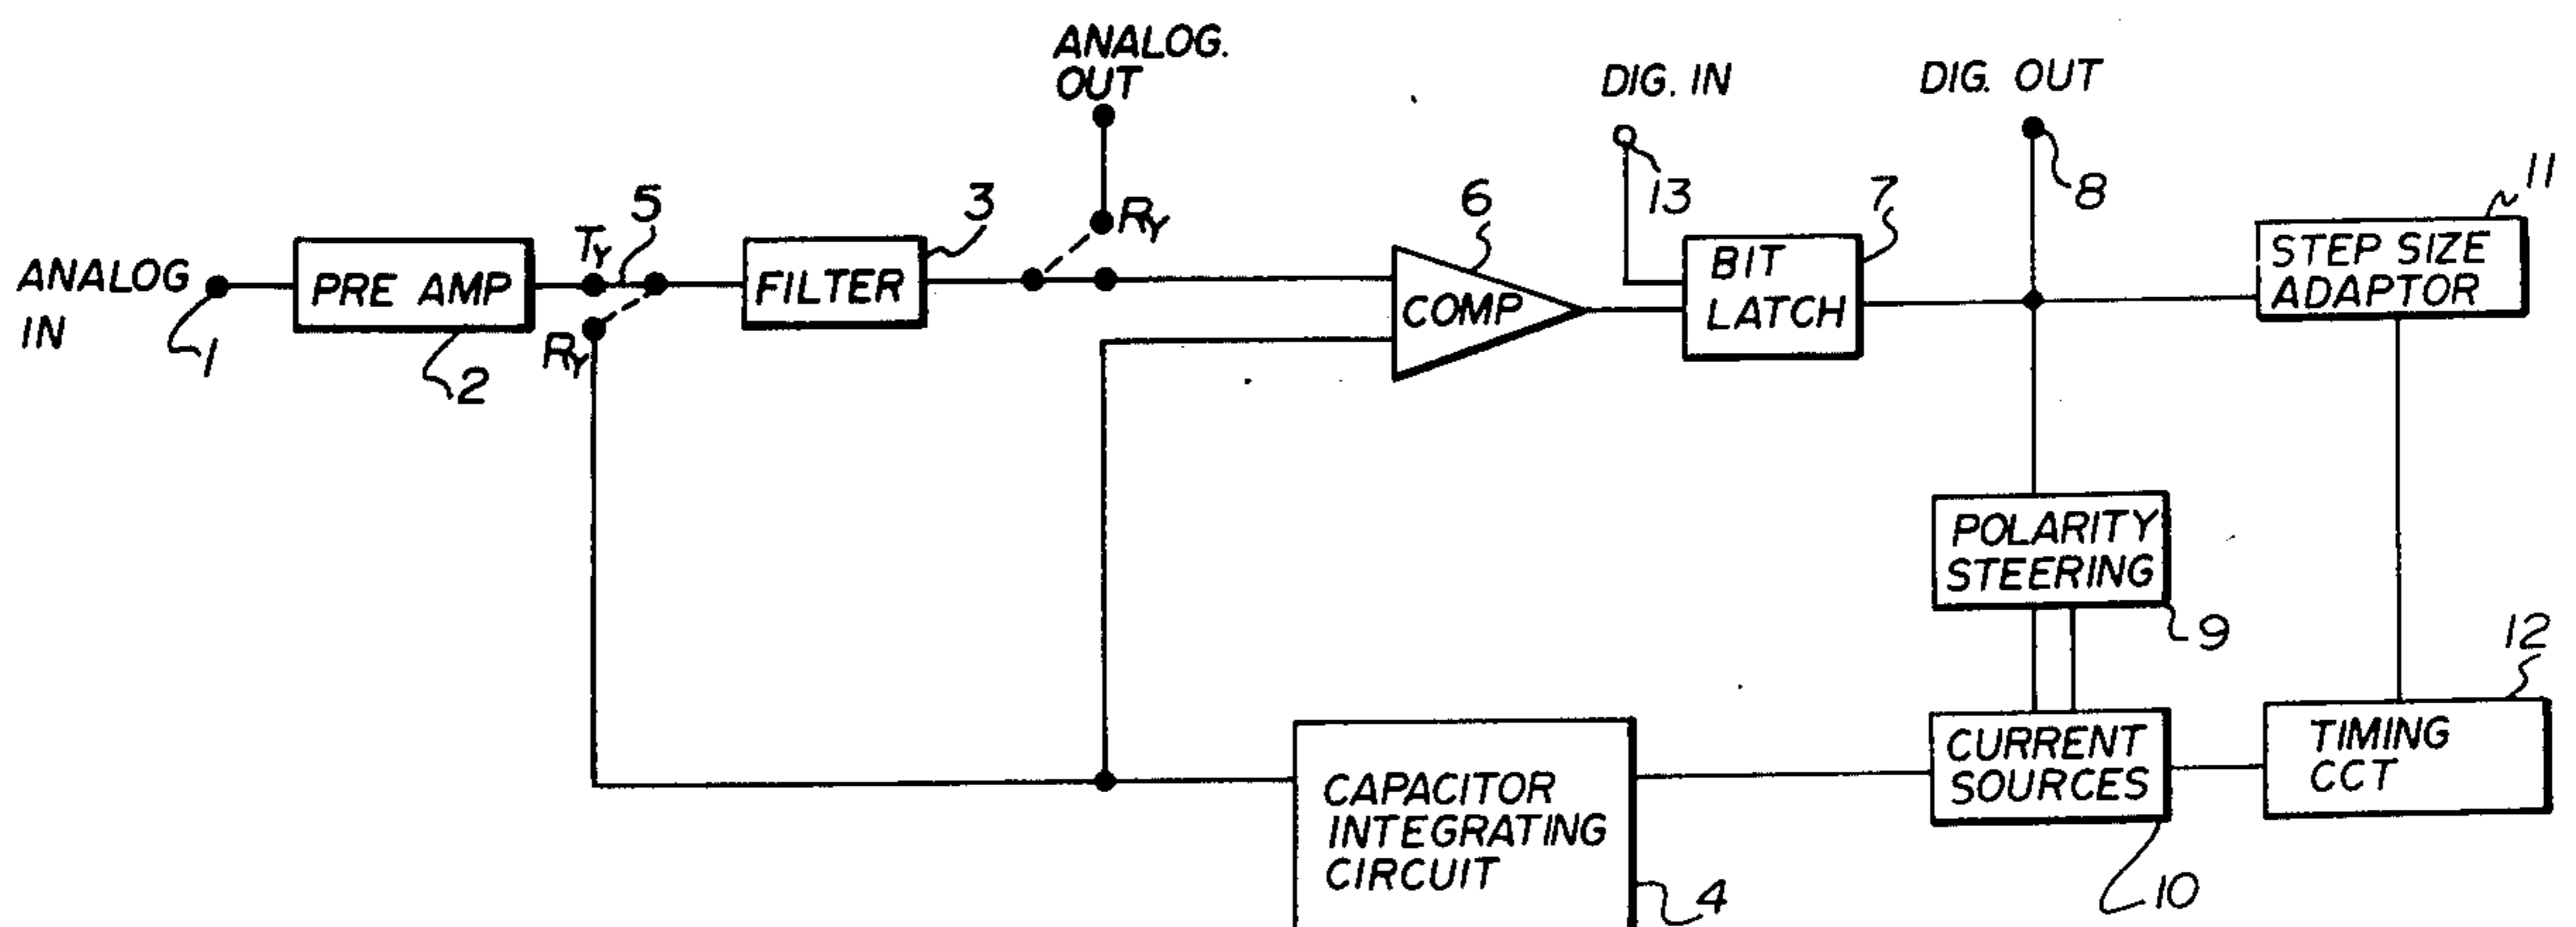 ANALOG.
OUT
DIG. IN
DIG. OUT
11
13
8
5
3
6
7
TY
RY
STEP SIZE
ADAPTOR
ANALOG
IN
1
PRE AMP
2
RY
FILTER
COMP
BIT
LATCH
POLARITY
STEERING
9
12
CURRENT
SOURCES
10
TIMING
CCT
CAPACITOR
INTEGRATING
CIRCUIT
4